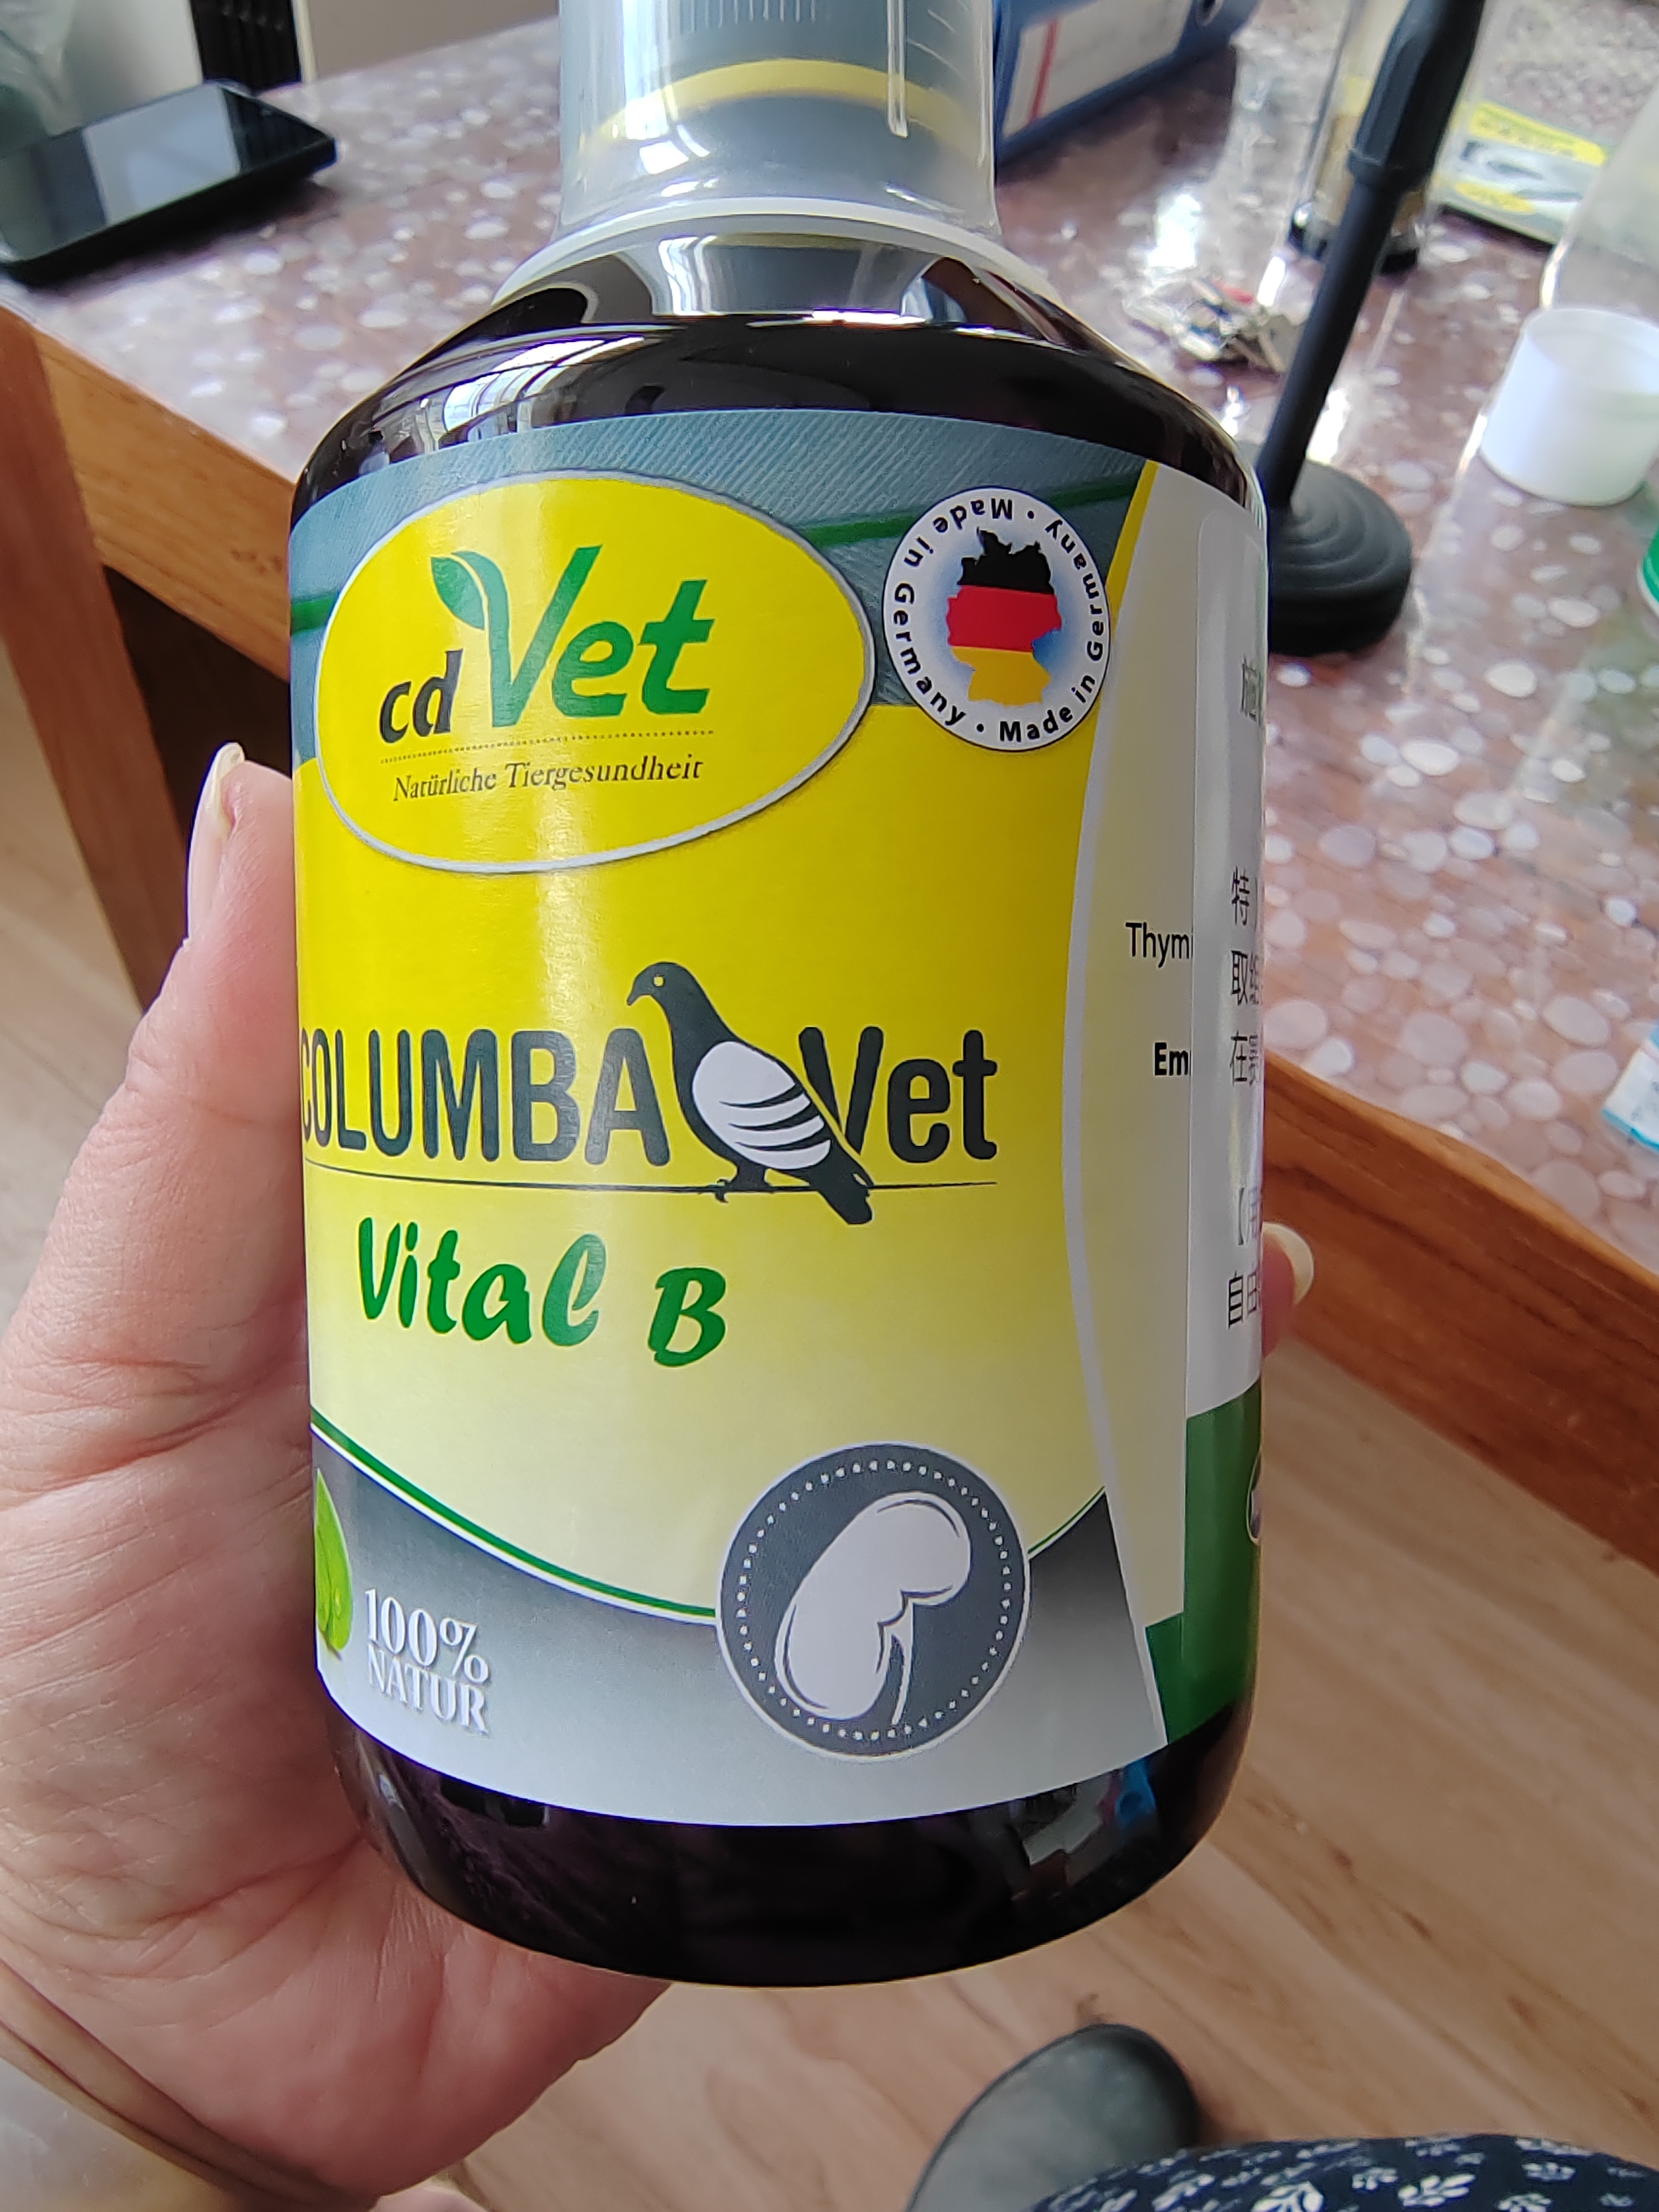 cdVet
Natürliche Tiergesundheit
Made in Germany · Made in Germany ·
COLUMBA Vet
Vital B
100%
NATUR
Thymi
Em
特
取
在
自由